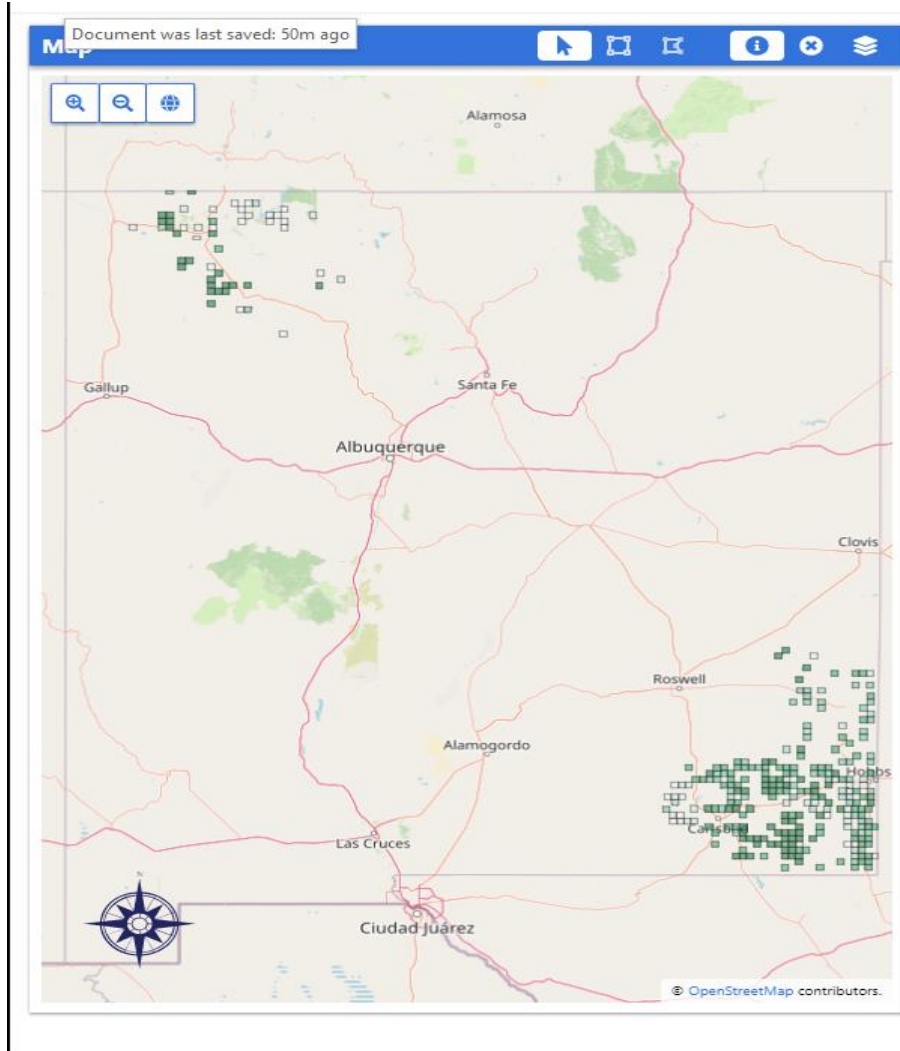 Document was last saved: 50m ago
Map
Alamosa
Gallup
Santa Fe
Albuquerque
Clovis
Roswell
Alamogordo
Hobbs
Carlsbad
Las Cruces
N
Ciudad Juárez
© OpenStreetMap contributors.